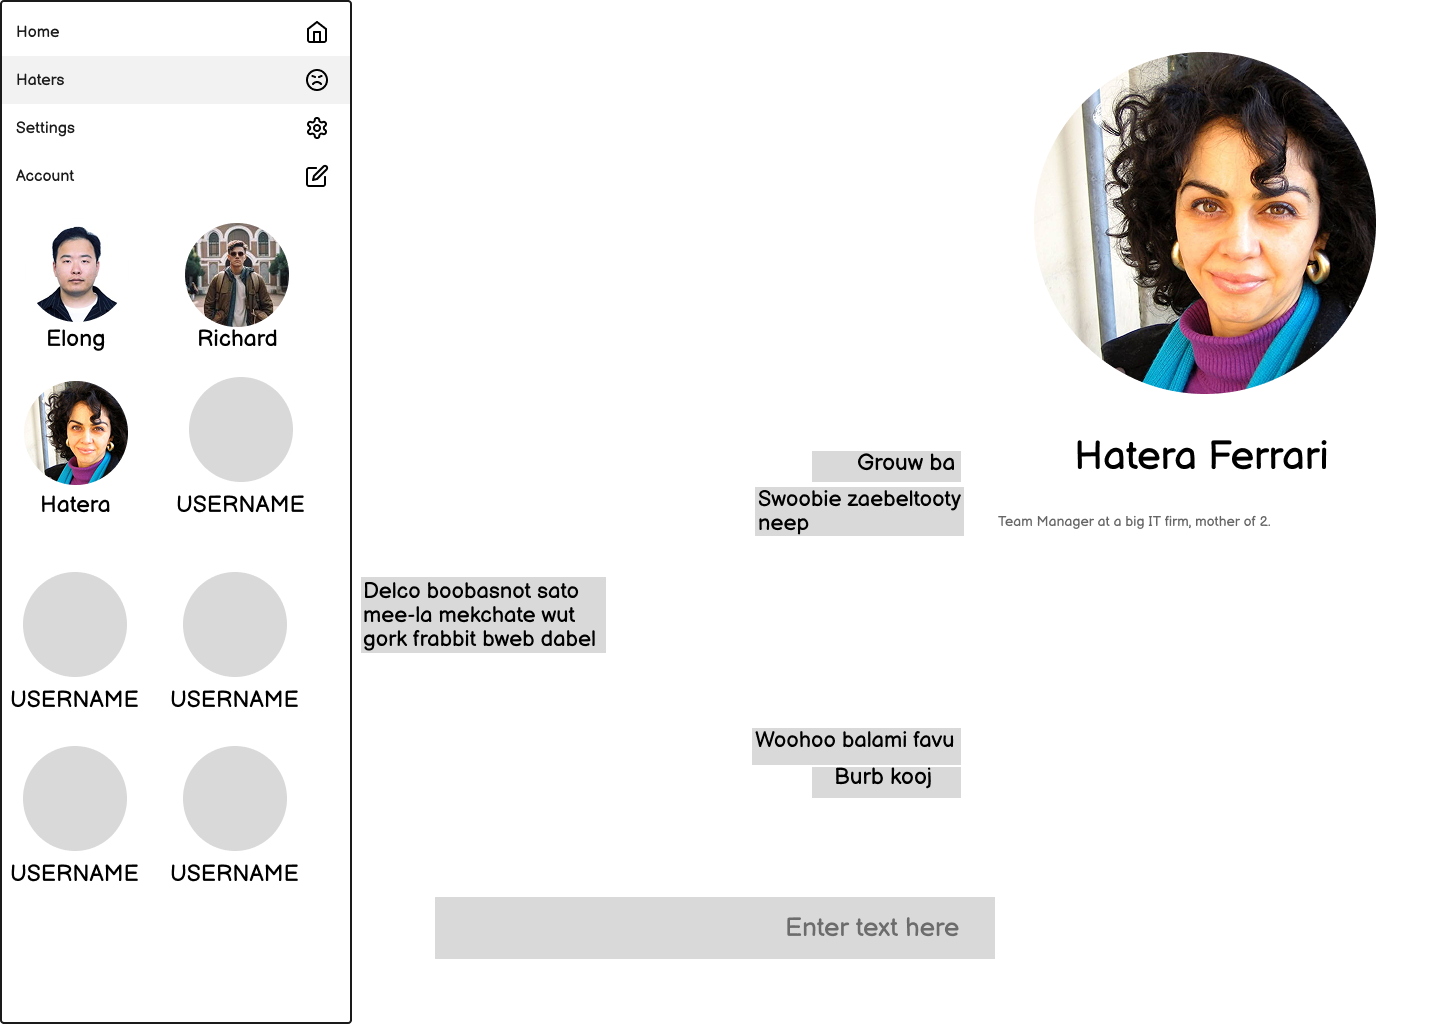 Home
Haters
Settings
Account
Elong
Richard
Hatera
USERNAME
USERNAME
USERNAME
USERNAME
USERNAME
Grouw ba
Swoobie zaebeltooty
neep
Delco boobasnot sato
mee-la mekchate wut
gork frabbit bweb dabel
Woohoo balami favu
Burb kooj
Enter text here
Hatera Ferrari
Team Manager at a big IT firm, mother of 2.